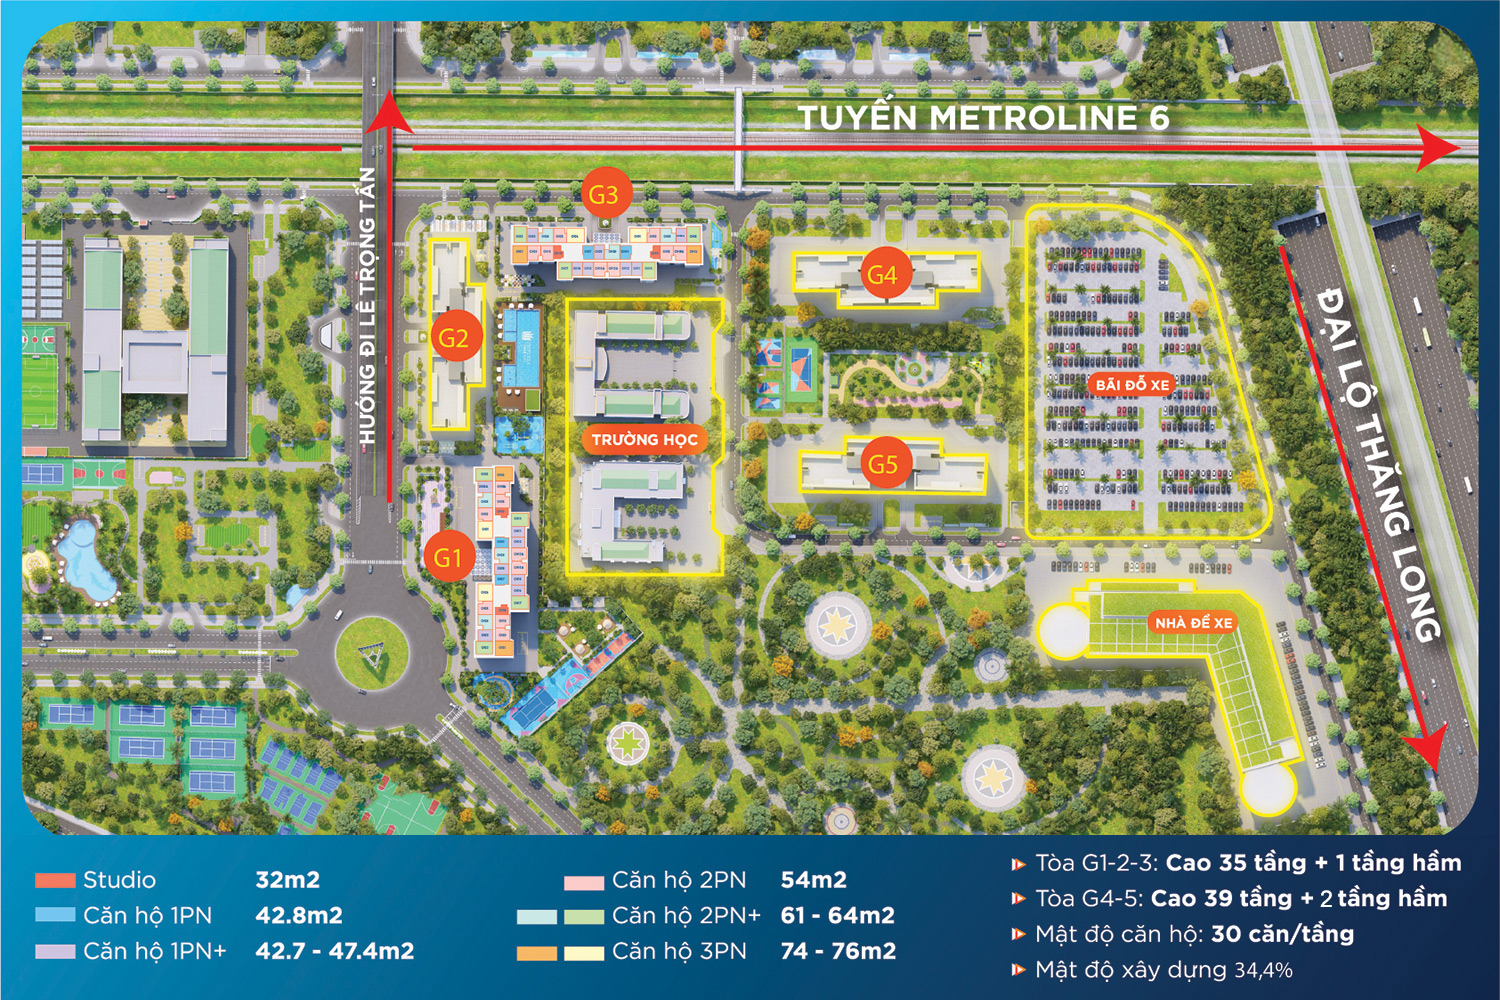 TUYẾN METROLINE 6
HƯỚNG ĐI LÊ TRỌNG TẤN
G3
G4
G2
BÃI ĐỖ XE
ĐẠI LỘ THĂNG LONG
TRƯỜNG HỌC
G5
G1
NHÀ ĐỂ XE
Studio 32m2
Căn hộ 1PN 42.8m2
Căn hộ 1PN+ 42.7 - 47.4m2
Căn hộ 2PN 54m2
Căn hộ 2PN+ 61 - 64m2
Căn hộ 3PN 74 - 76m2
Tòa G1-2-3: Cao 35 tầng + 1 tầng hầm
Tòa G4-5: Cao 39 tầng + 2 tầng hầm
Mật độ căn hộ: 30 căn/tầng
Mật độ xây dựng 34,4%